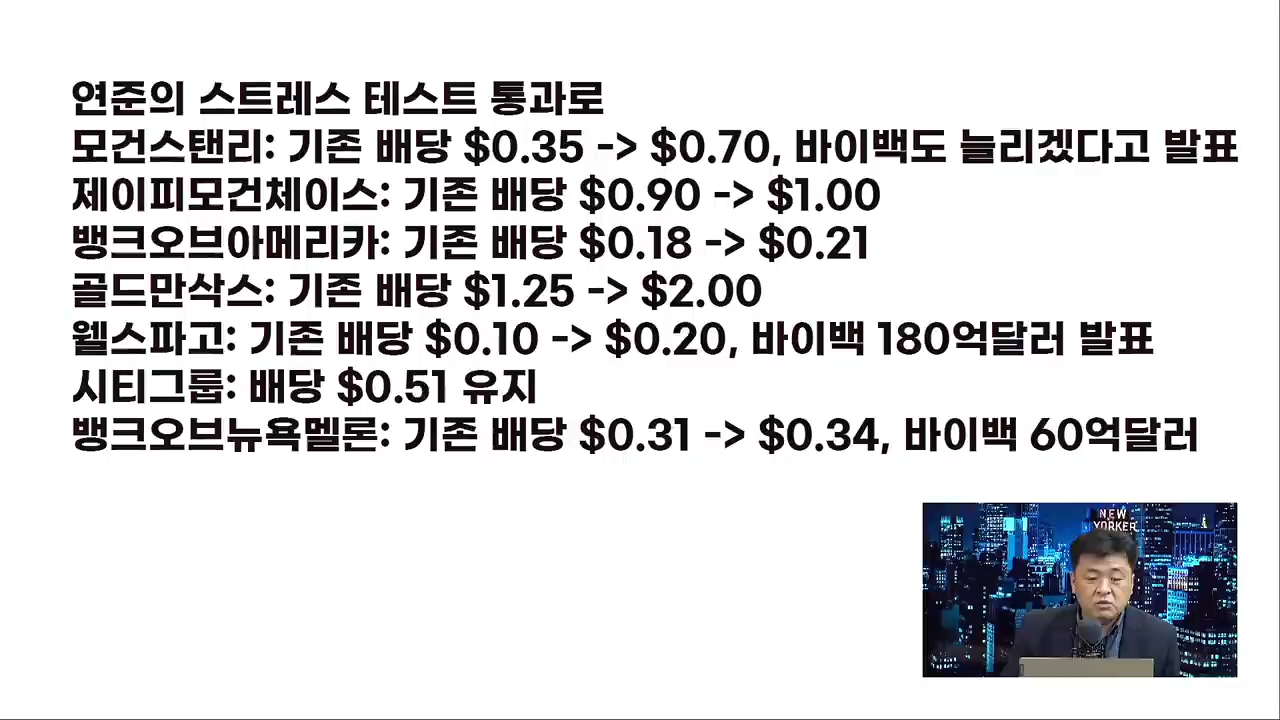 연준의 스트레스 테스트 통과로
모건스탠리: 기존 배당 $0.35 -> $0.70, 바이백도 늘리겠다고 발표
제이피모건체이스: 기존 배당 $0.90 -> $1.00
뱅크오브아메리카: 기존 배당 $0.18 -> $0.21
골드만삭스: 기존 배당 $1.25 -> $2.00
웰스파고: 기존 배당 $0.10 -> $0.20, 바이백 180억달러 발표
시티그룹: 배당 $0.51 유지
뱅크오브뉴욕멜론: 기존 배당 $0.31 -> $0.34, 바이백 60억달러
NEW
YORKER